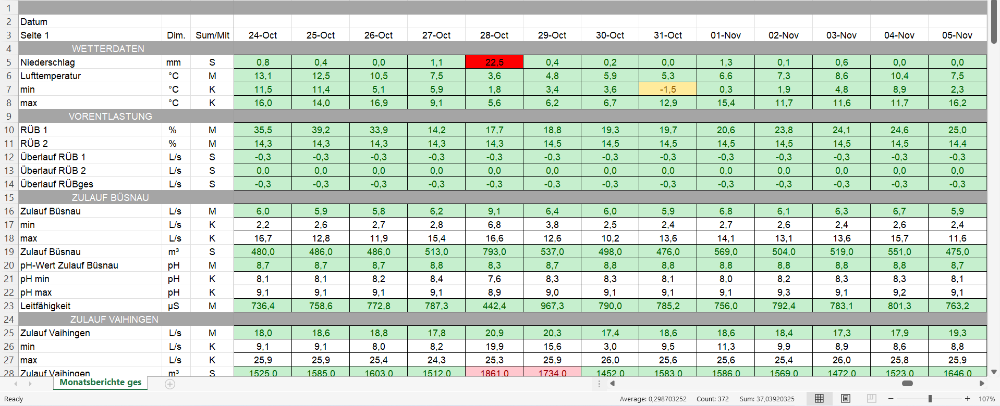 1
2 Datum
3 Seite 1 Dim. Sum/Mit 24-Oct 25-Oct 26-Oct 27-Oct 28-Oct 29-Oct 30-Oct 31-Oct 01-Nov 02-Nov 03-Nov 04-Nov 05-Nov
4 WETTERDATEN
5 Niederschlag mm S 0,8 0,4 0,0 1,1 22,5 0,4 0,2 0,0 1,3 0,1 0,6 0,0 0,0
6 Lufttemperatur °C M 13,1 12,5 10,5 7,5 3,6 4,8 5,9 5,3 6,6 7,3 8,6 10,4 7,5
7 min °C K 11,5 11,4 5,1 5,9 1,8 3,4 3,6 -1,5 0,3 1,9 4,8 8,9 2,3
8 max °C K 16,0 14,0 16,9 9,1 5,6 6,2 6,7 12,9 15,4 11,7 11,6 11,7 16,2
9 VORENTLASTUNG
10 RÜB 1 % M 35,5 39,2 33,9 14,2 17,7 18,8 19,3 19,7 20,6 23,8 24,1 24,6 25,0
11 RÜB 2 % M 14,3 14,3 14,3 14,3 14,3 14,5 14,5 14,5 14,5 14,5 14,5 14,5 14,4
12 Überlauf RÜB 1 L/s S -0,3 -0,3 -0,3 -0,3 -0,3 -0,3 -0,3 -0,3 -0,3 -0,3 -0,3 -0,3 -0,3
13 Überlauf RÜB 2 L/s S 0,0 0,0 0,0 0,0 0,0 0,0 0,0 0,0 0,0 0,0 0,0 0,0 0,0
14 Überlauf RÜBges L/s S -0,3 -0,3 -0,3 -0,3 -0,3 -0,3 -0,3 -0,3 -0,3 -0,3 -0,3 -0,3 -0,3
15 ZULAUF BÜSNAU
16 Zulauf Büsnau L/s M 6,0 5,9 5,8 6,2 9,1 6,4 6,0 5,9 6,8 6,1 6,3 6,7 5,9
17 min L/s K 2,2 2,6 2,7 2,8 6,8 3,8 2,5 2,4 2,7 2,6 2,4 2,6 2,4
18 max L/s K 16,7 12,8 11,9 15,4 16,6 12,6 10,2 13,6 14,1 13,1 13,6 15,7 11,6
19 Zulauf Büsnau m³ S 480,0 486,0 486,0 513,0 793,0 537,0 498,0 476,0 569,0 504,0 519,0 551,0 475,0
20 pH-Wert Zulauf Büsnau pH M 8,7 8,7 8,7 8,8 8,3 8,7 8,8 8,8 8,8 8,8 8,8 8,8 8,7
21 pH min pH K 8,1 8,1 8,2 8,4 7,6 8,3 8,3 8,1 8,0 8,2 8,3 8,3 8,1
22 pH max pH K 9,1 9,1 9,1 9,1 8,9 9,0 9,1 9,1 9,1 9,3 9,1 9,2 9,1
23 Leitfähigkeit µS M 736,4 758,6 772,8 787,3 442,4 967,3 790,0 785,2 756,0 792,4 783,1 801,3 763,2
24 ZULAUF VAIHINGEN
25 Zulauf Vaihingen L/s M 18,0 18,6 18,8 17,8 20,9 20,3 17,4 18,6 18,6 18,4 17,3 17,9 19,3
26 min L/s K 9,1 9,1 8,0 8,2 19,9 15,6 3,0 9,5 11,3 9,9 8,9 8,6 8,8
27 max L/s K 25,9 25,9 25,4 24,3 25,3 25,9 26,0 25,6 25,6 25,4 26,0 25,8 25,9
28 Zulauf Vaihingen m³ S 1525,0 1585,0 1603,0 1512,0 1861,0 1734,0 1452,0 1583,0 1586,0 1569,0 1472,0 1523,0 1646,0
Monatsberichte ges
Ready Average: 0,298703252 Count: 372 Sum: 37,03920325 107%